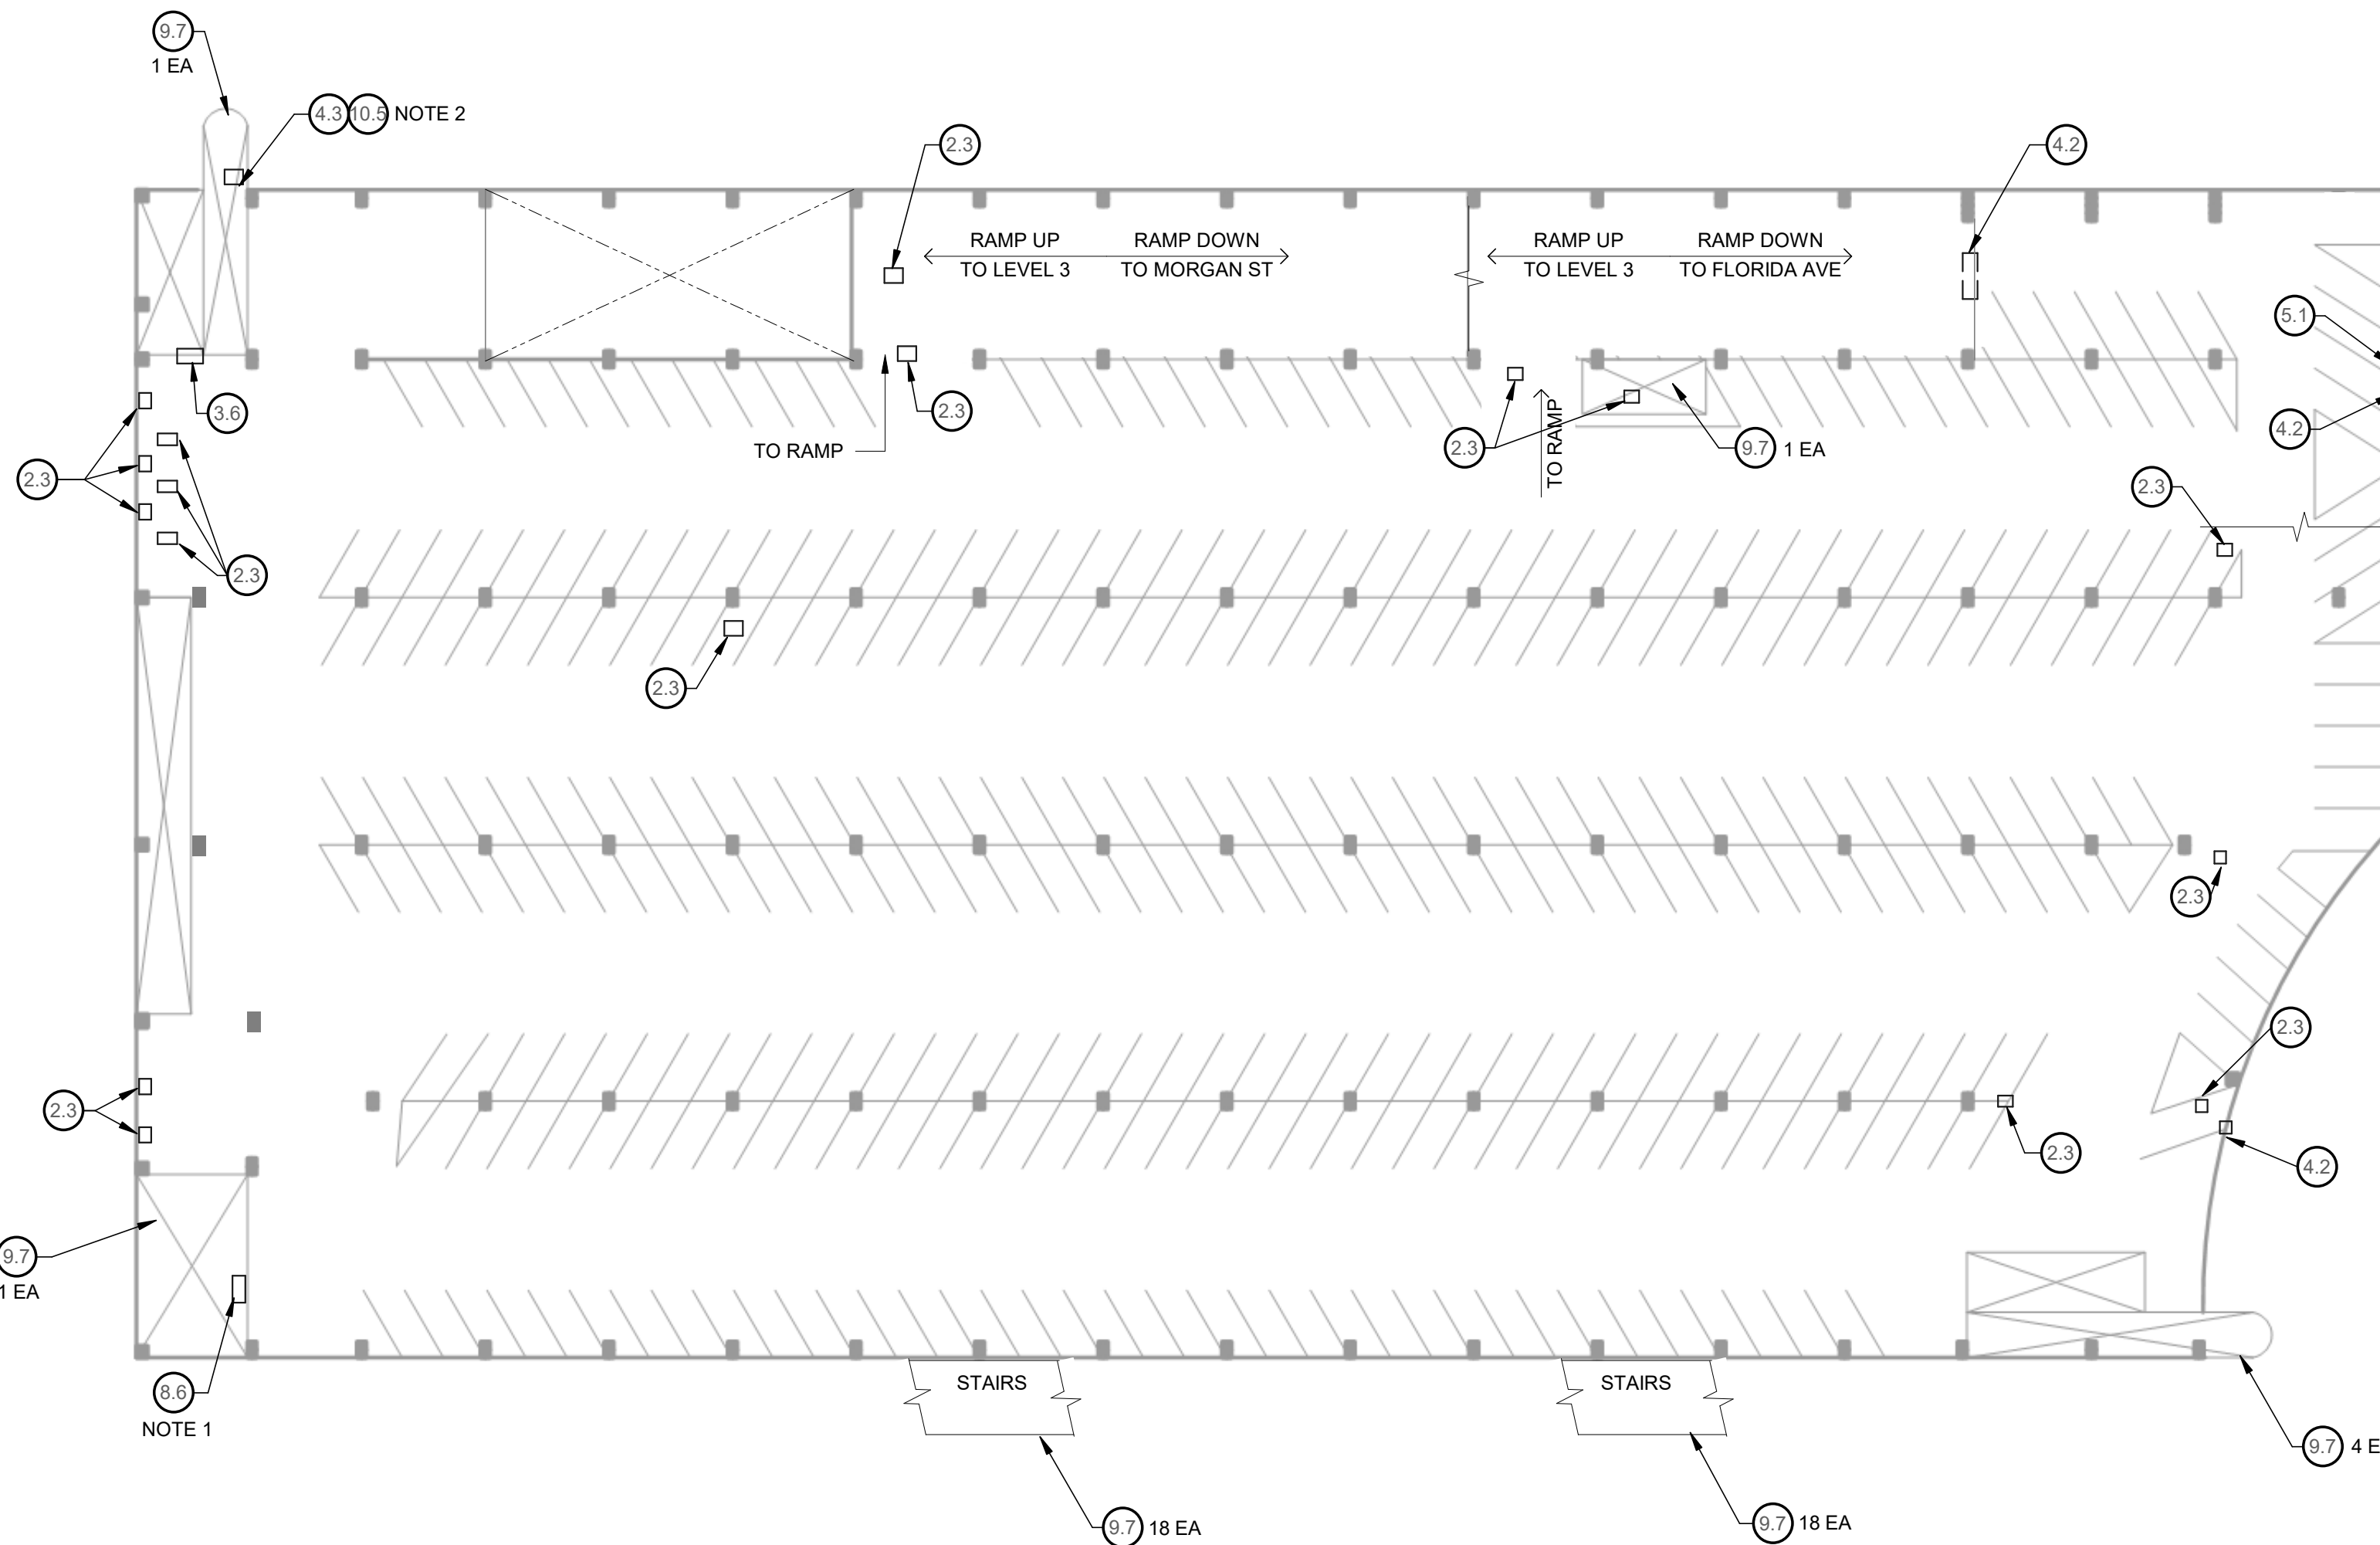 9.7
1 EA
4.3 10.5 NOTE 2
2.3
4.2
RAMP UP
TO LEVEL 3
RAMP DOWN
TO MORGAN ST
RAMP UP
TO LEVEL 3
RAMP DOWN
TO FLORIDA AVE
5.1
3.6
2.3
4.2
TO RAMP
2.3
TO RAMP
9.7 1 EA
2.3
2.3
2.3
2.3
2.3
2.3
2.3
2.3
4.2
9.7
1 EA
8.6
NOTE 1
STAIRS
STAIRS
9.7 4 E
9.7 18 EA
9.7 18 EA